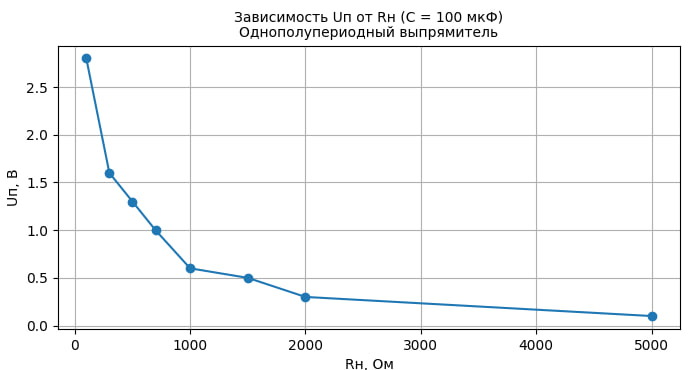 Зависимость Uп от Rн (C = 100 мкФ)
Однополупериодный выпрямитель
Uп, В
2.5
2.0
1.5
1.0
0.5
0.0
0 1000 2000 3000 4000 5000
Rн, Ом